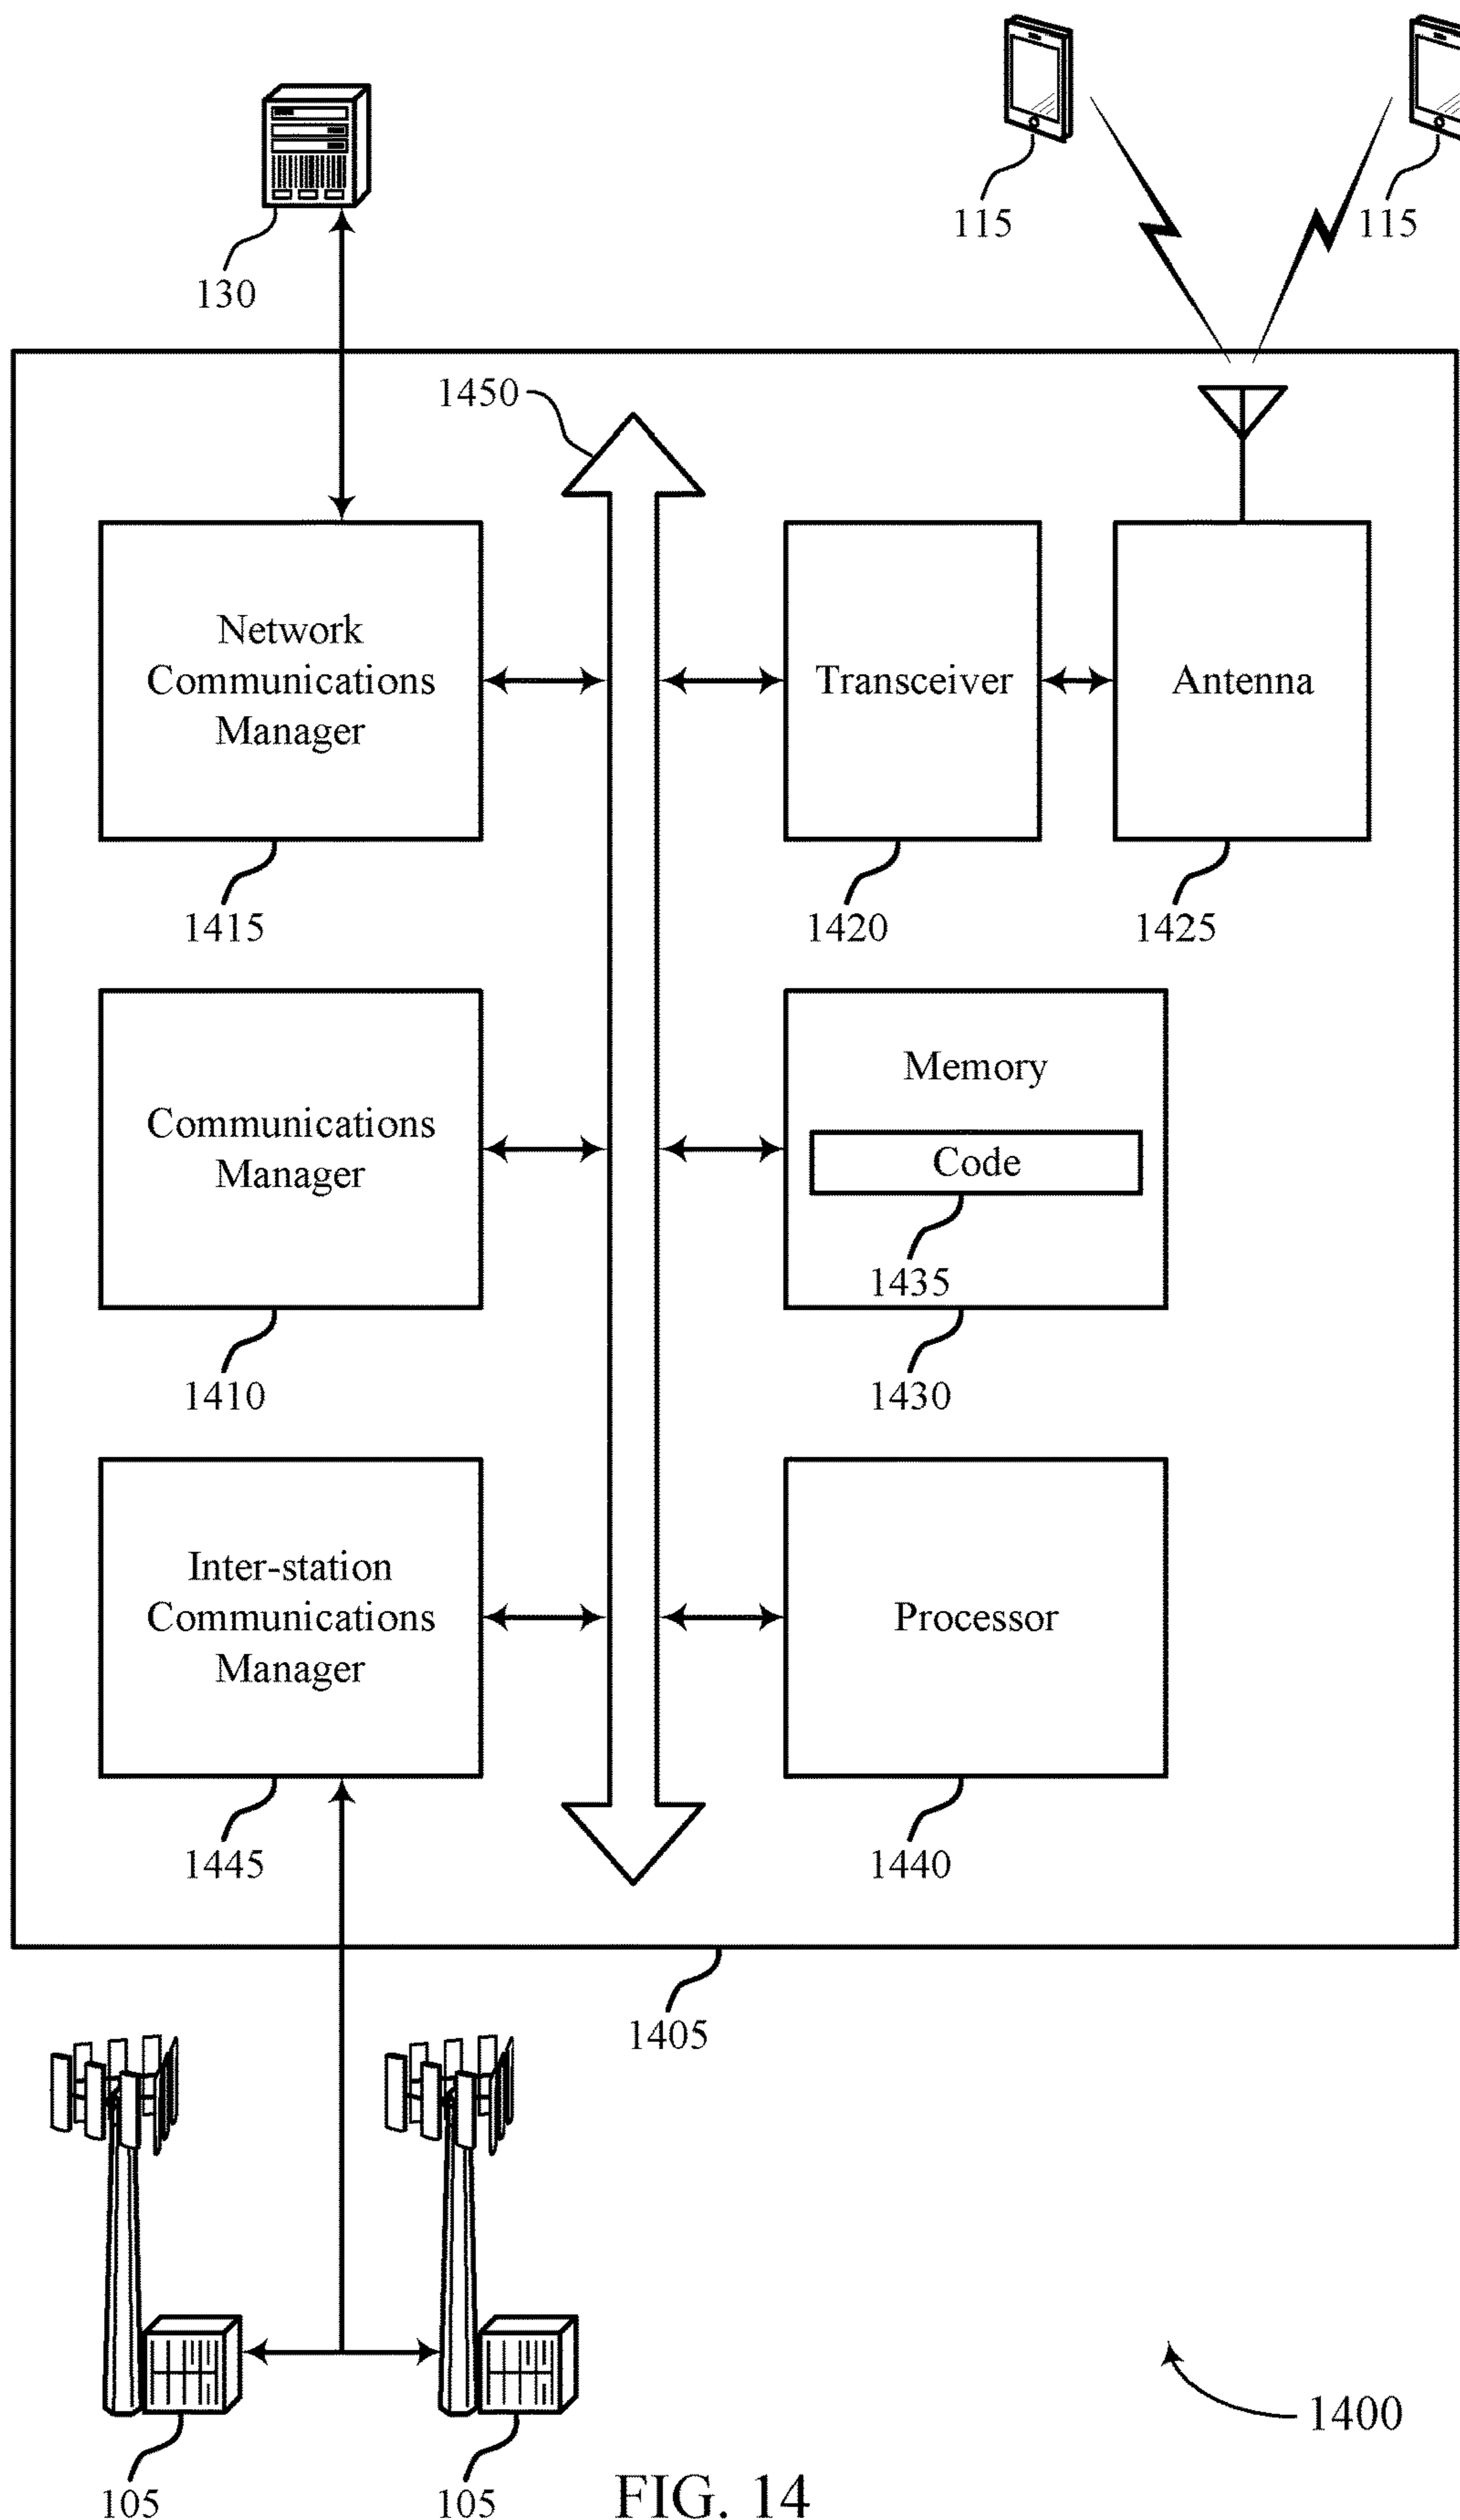 115
115
130
1450
Network
Communications
Manager
Transceiver
Antenna
1415
1420
1425
Communications
Manager
Memory
Code
1435
1410
1430
Inter-station
Communications
Manager
Processor
1445
1440
1405
1400
105
105
FIG. 14